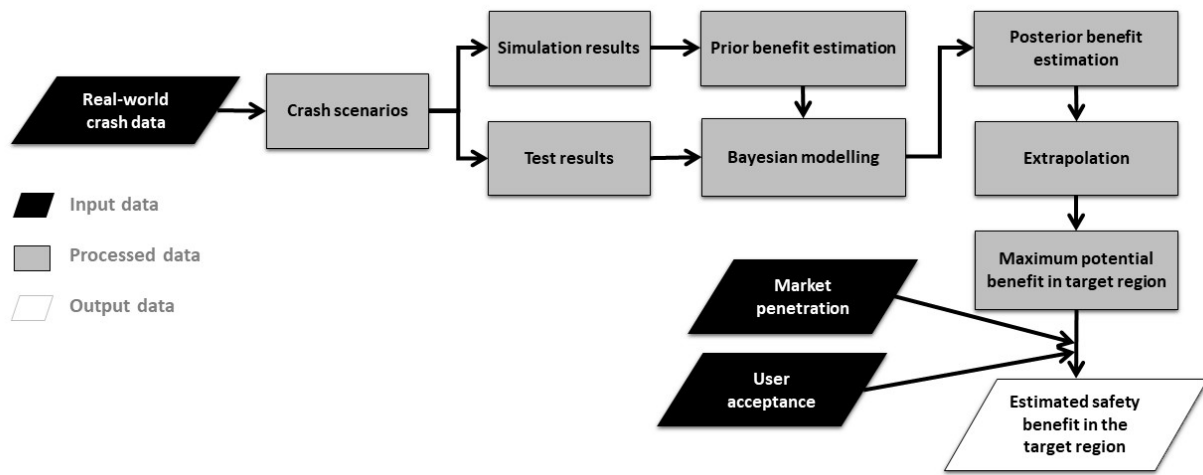 Real-world
crash data
Crash scenarios
Simulation results
Prior benefit estimation
Posterior benefit
estimation
Test results
Bayesian modelling
Extrapolation
Input data
Processed data
Output data
Maximum potential
benefit in target region
Market
penetration
User
acceptance
Estimated safety
benefit in the
target region